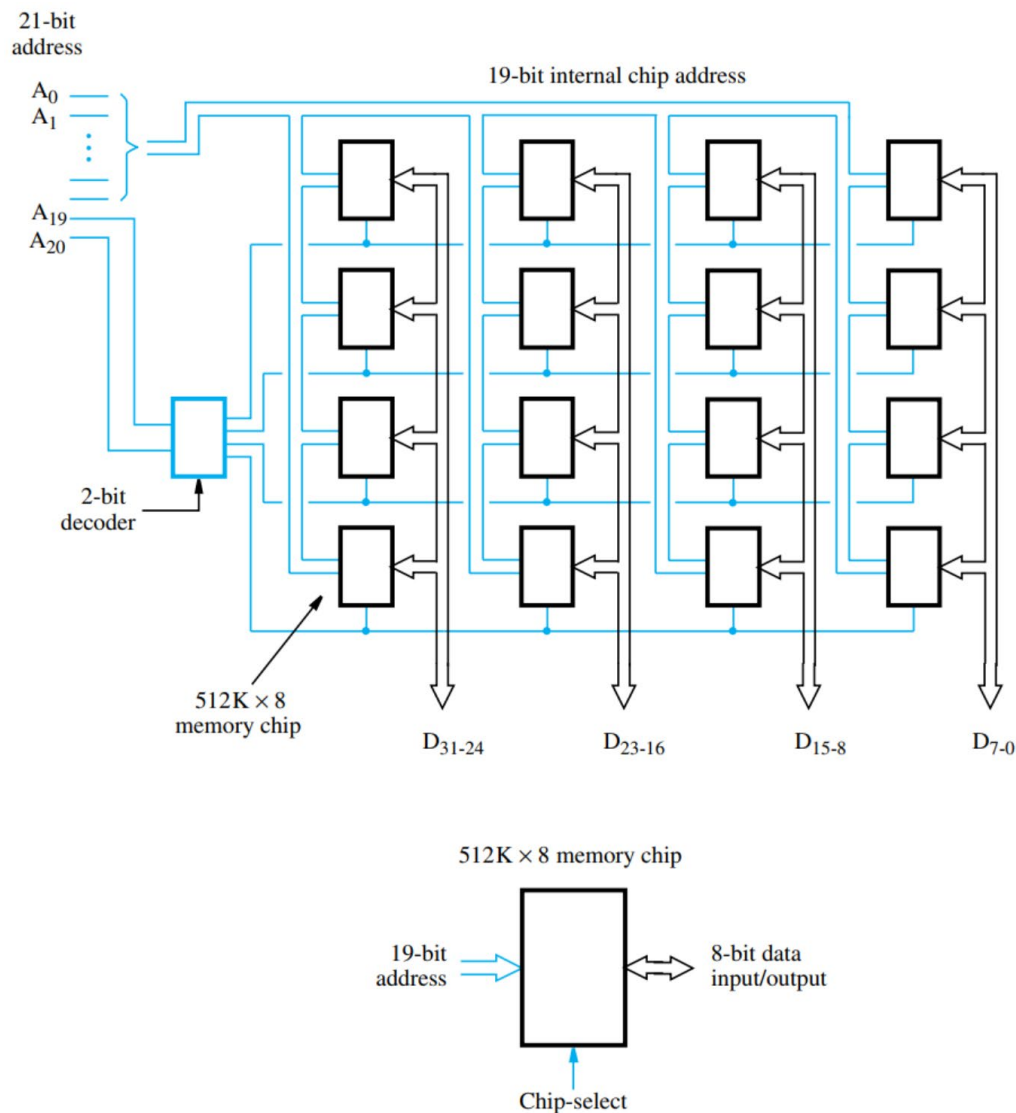 21-bit
address
19-bit internal chip address
A0
A1
A19
A20
2-bit
decoder
512K × 8
memory chip
D31-24
D23-16
D15-8
D7-0
512K × 8 memory chip
19-bit
address
8-bit data
input/output
Chip-select